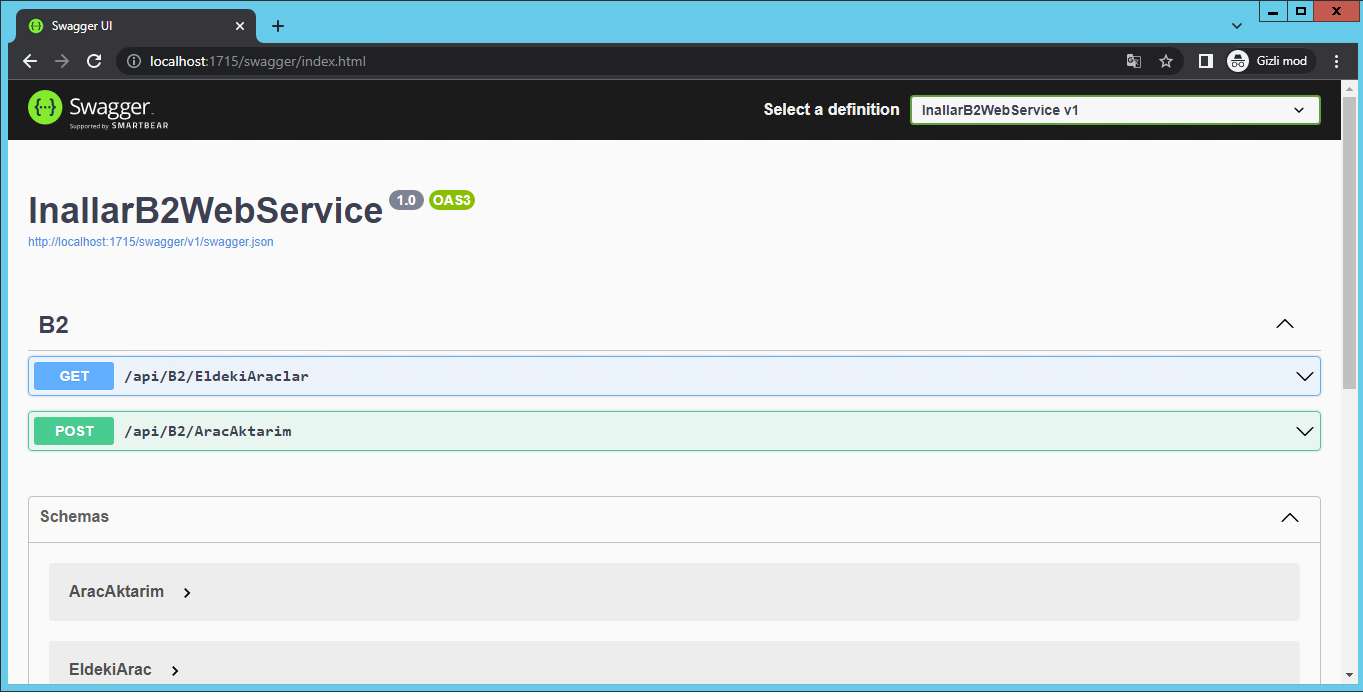 Swagger UI
localhost:1715/swagger/index.html
Gizli mod
Swagger
Supported by SMARTBEAR
Select a definition
InallarB2WebService v1
InallarB2WebService 1.0 OAS3
http://localhost:1715/swagger/v1/swagger.json
B2
GET /api/B2/EldekiAraclar
POST /api/B2/AracAktarim
Schemas
AracAktarim
EldekiArac